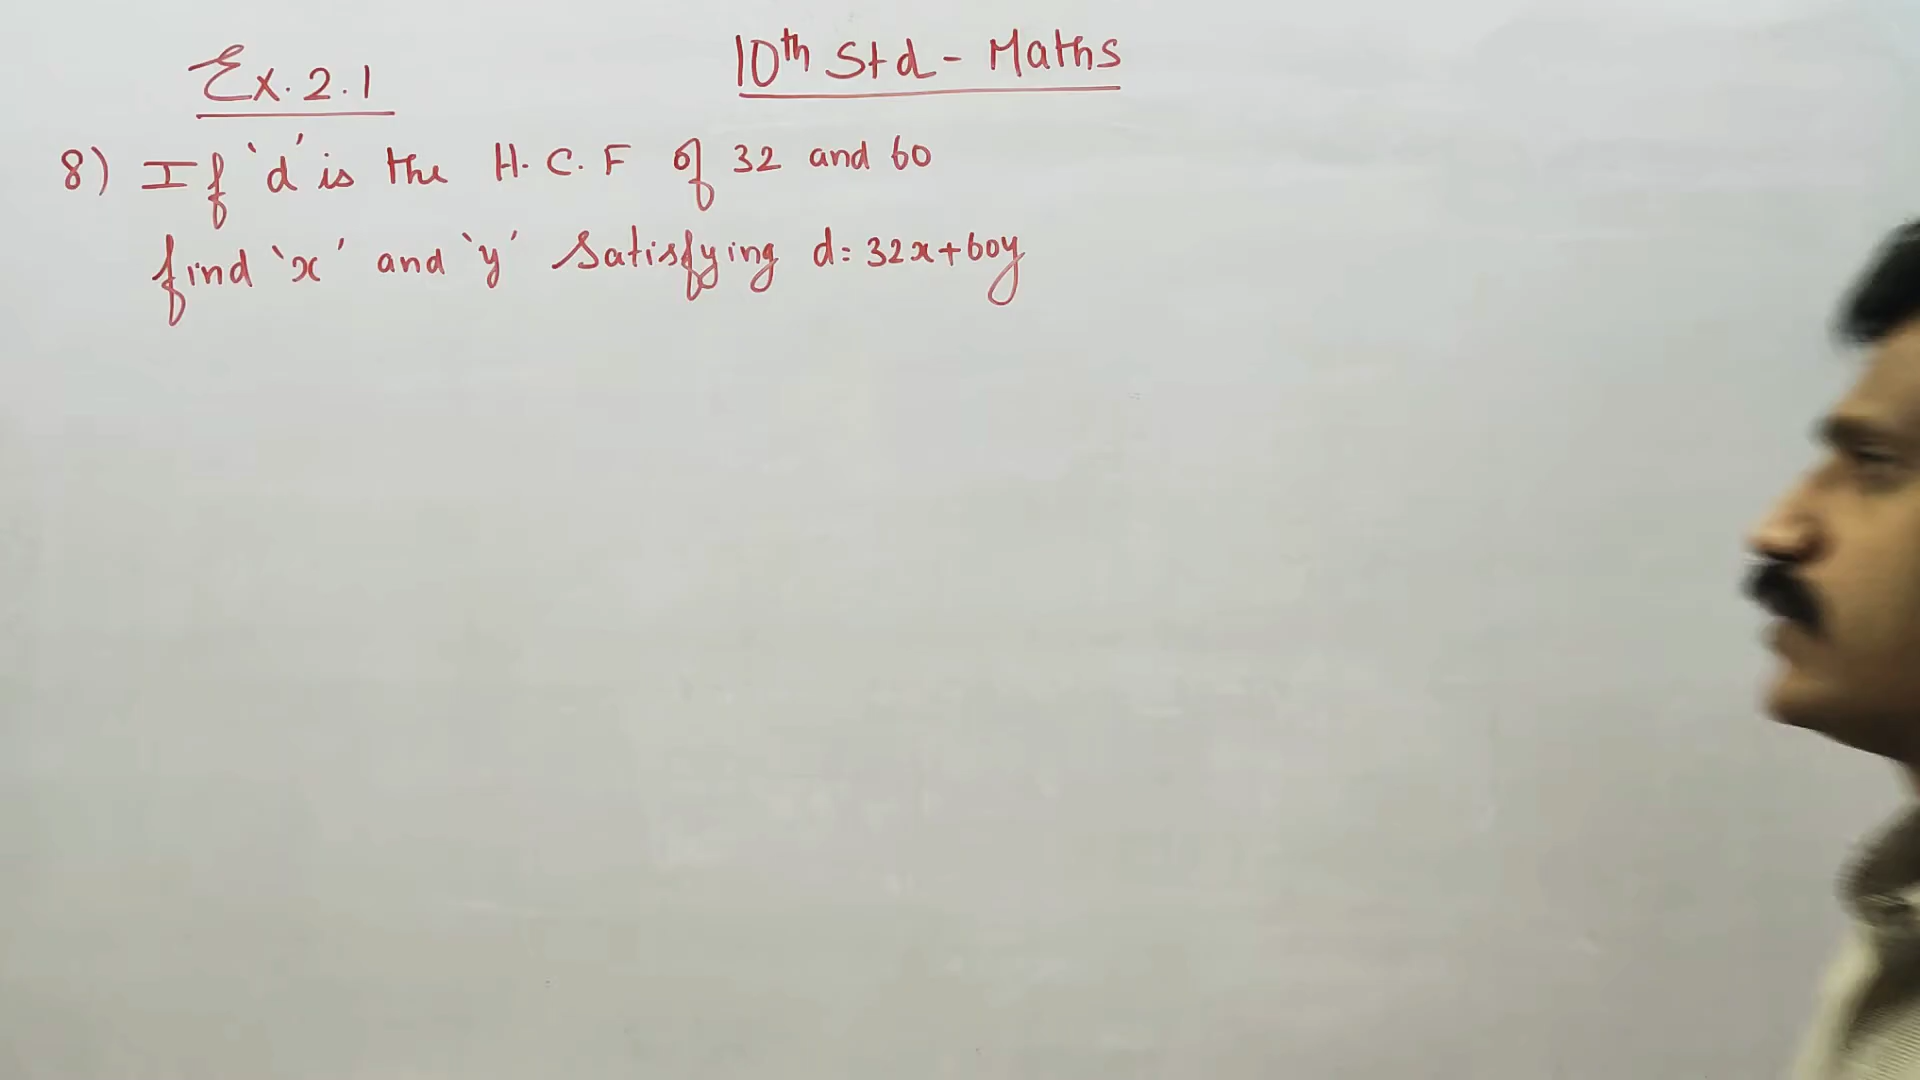 Ex. 2.1
10th Std - Maths
8) If 'd' is the H.C.F of 32 and 60
find 'x' and 'y' satisfying d = 32x+60y